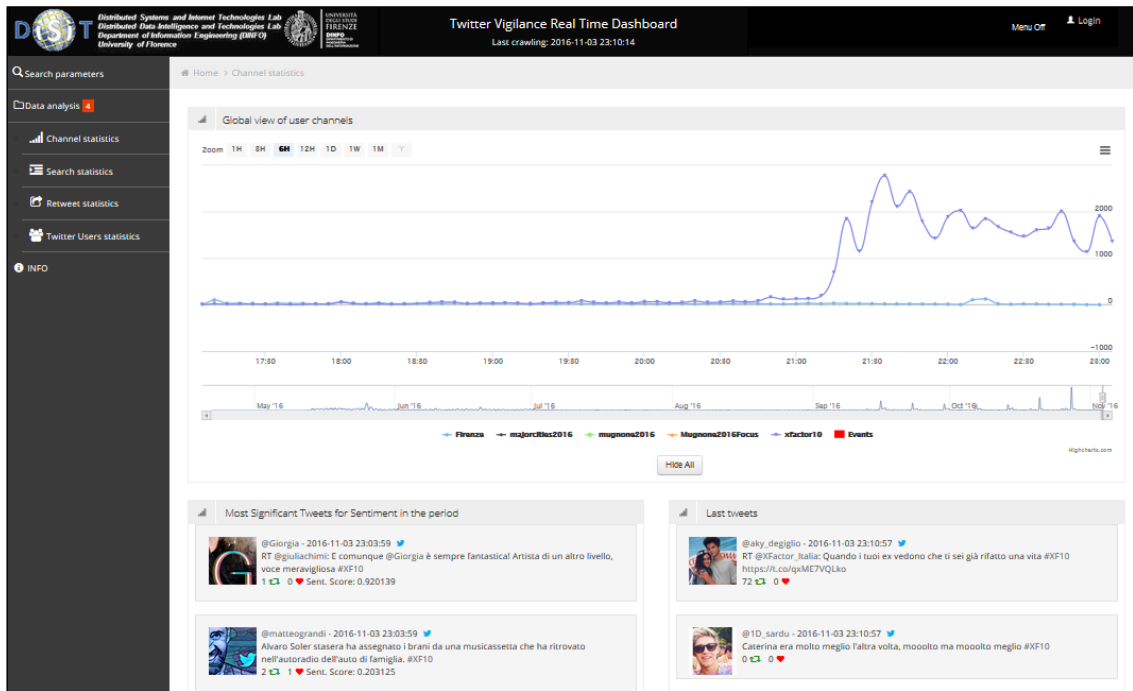 DISIT
Distributed Systems and Internet Technologies Lab
Distributed Data Intelligence and Technologies Lab
Department of Information Engineering (DINFO)
University of Florence
UNIVERSITÀ
DEGLI STUDI
FIRENZE
DINFO
Twitter Vigilance Real Time Dashboard
Last crawling: 2016-11-03 23:10:14
Menu Off
Login
Search parameters
Data analysis 4
Channel statistics
Search statistics
Retweet statistics
Twitter Users statistics
INFO
Home > Channel statistics
Global view of user channels
Zoom 1H 8H 6H 12H 1D 1W 1M Y
2000
1000
0
-1000
17:30 18:00 18:30 19:00 19:30 20:00 20:30 21:00 21:30 22:00 22:30 23:00
May '16 Jun '16 Jul '16 Aug '16 Sep '16 Oct '16 Nov '16
Firenze majorcities2016 mugnone2016 Mugnone2016Focus xfactor10 Events
Highcharts.com
Hide All
Most Significant Tweets for Sentiment in the period
@Giorgia - 2016-11-03 23:03:59
RT @giuliachimi: E comunque @Giorgia è sempre fantastica! Artista di un altro livello,
voce meravigliosa #XF10
1 0 Sent. Score: 0.920139
@matteograndi - 2016-11-03 23:03:59
Alvaro Soler stasera ha assegnato i brani da una musicassetta che ha ritrovato
nell'autoradio dell'auto di famiglia. #XF10
2 1 Sent. Score: 0.203125
Last tweets
@aky_degiglio - 2016-11-03 23:10:57
RT @XFactor_Italia: Quando i tuoi ex vedono che ti sei già rifatto una vita #XF10
https://t.co/qxME7VQLko
72 0
@1D_sardu - 2016-11-03 23:10:57
Caterina era molto meglio l'altra volta, mooolto ma mooolto meglio #XF10
0 0